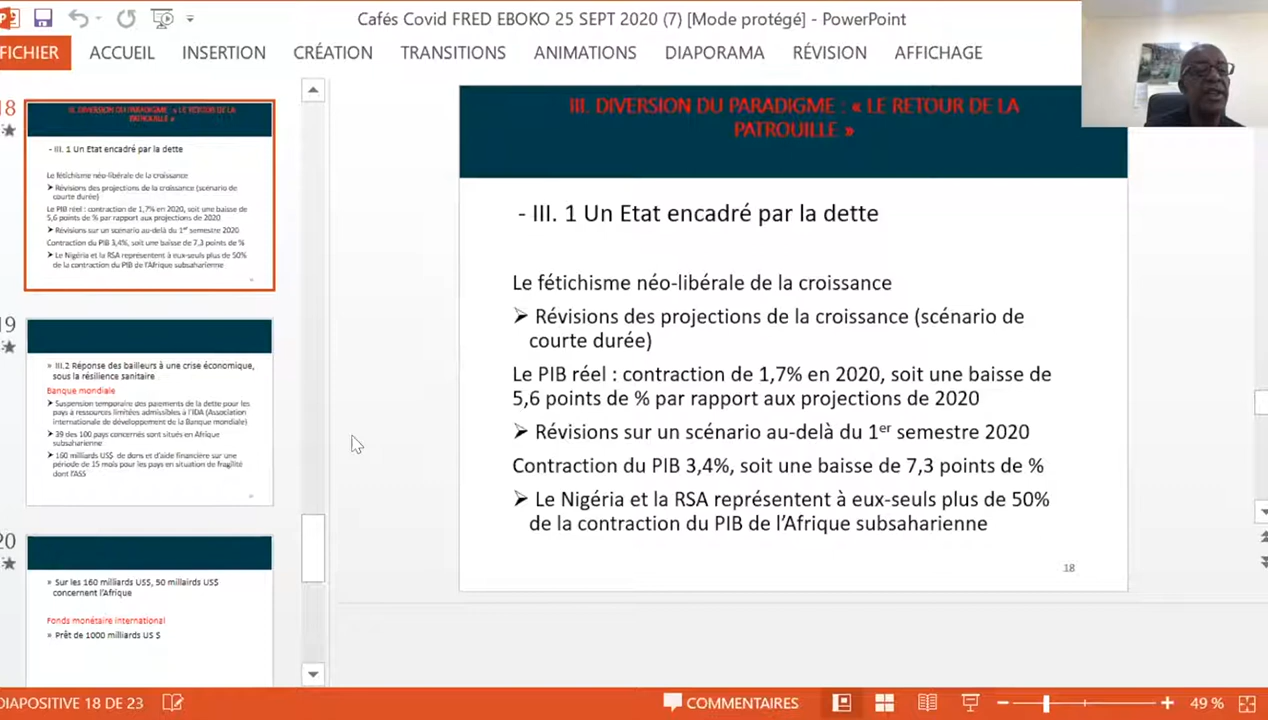 Cafés Covid FRED EBOKO 25 SEPT 2020 (7) [Mode protégé] - PowerPoint
FICHIER ACCUEIL INSERTION CRÉATION TRANSITIONS ANIMATIONS DIAPORAMA RÉVISION AFFICHAGE
18
III. DIVERSION DU PARADIGME : « LE RETOUR DE LA
PATROUILLE »
- III. 1 Un Etat encadré par la dette
Le fétichisme néo-libérale de la croissance
➢ Révisions des projections de la croissance (scénario de
courte durée)
Le PIB réel : contraction de 1,7% en 2020, soit une baisse de
5,6 points de % par rapport aux projections de 2020
➢ Révisions sur un scenario au-delà du 1er semestre 2020
Contraction du PIB 3,4%, soit une baisse de 7,3 points de %
➢ Le Nigéria et la RSA représentent à eux-seuls plus de 50%
de la contraction du PIB de l'Afrique subsaharienne
19
» III.2 Réponse des bailleurs à une crise économique,
sous la résilience sanitaire
Banque mondiale
➢ Suspension temporaire des paiements de la dette pour les
pays à ressources limitées admissibles à l'IDA (Association
internationale de développement de la Banque mondiale)
➢ 39 des 100 pays concernés sont situés en Afrique
subsaharienne
➢ 160 milliards US$ de dons et d'aide financière sur une
période de 15 mois pour les pays en situation de fragilité
dont l'ASS
20
» Sur les 160 milliards US$, 50 millairds US$
concernent l'Afrique
Fonds monétaire international
» Prêt de 1000 milliards US $
III. DIVERSION DU PARADIGME : « LE RETOUR DE LA
PATROUILLE »
- III. 1 Un Etat encadré par la dette
Le fétichisme néo-libérale de la croissance
➢ Révisions des projections de la croissance (scénario de
courte durée)
Le PIB réel : contraction de 1,7% en 2020, soit une baisse de
5,6 points de % par rapport aux projections de 2020
➢ Révisions sur un scénario au-delà du 1er semestre 2020
Contraction du PIB 3,4%, soit une baisse de 7,3 points de %
➢ Le Nigéria et la RSA représentent à eux-seuls plus de 50%
de la contraction du PIB de l'Afrique subsaharienne
18
DIAPOSITIVE 18 DE 23 COMMENTAIRES 49 %